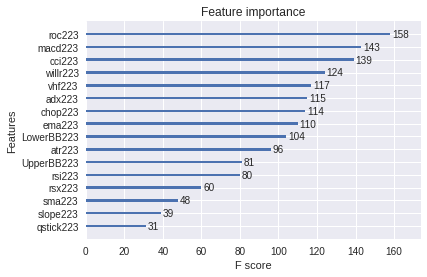 Feature importance
Features
roc223 158
macd223 143
cci223 139
willr223 124
vhf223 117
adx223 115
chop223 114
ema223 110
LowerBB223 104
atr223 96
UpperBB223 81
rsi223 80
rsx223 60
sma223 48
slope223 39
qstick223 31
0 20 40 60 80 100 120 140 160
F score